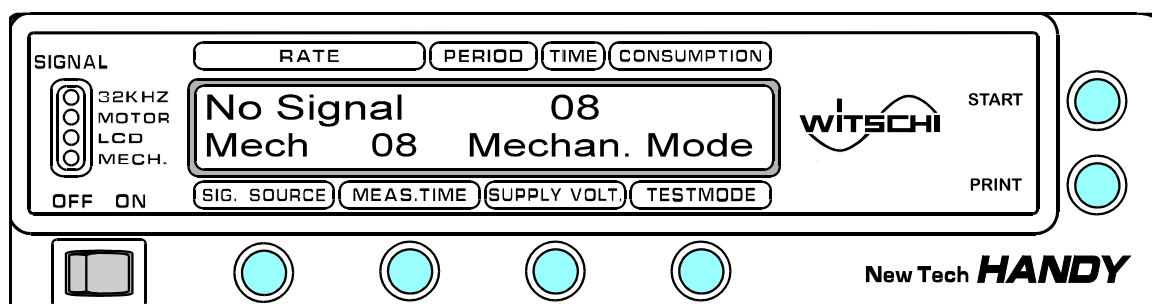 SIGNAL
32KHZ
MOTOR
LCD
MECH.
OFF ON
RATE PERIOD TIME CONSUMPTION
No Signal 08
Mech 08 Mechan. Mode
SIG. SOURCE MEAS.TIME SUPPLY VOLT. TESTMODE
WITSCHI
START
PRINT
New Tech HANDY